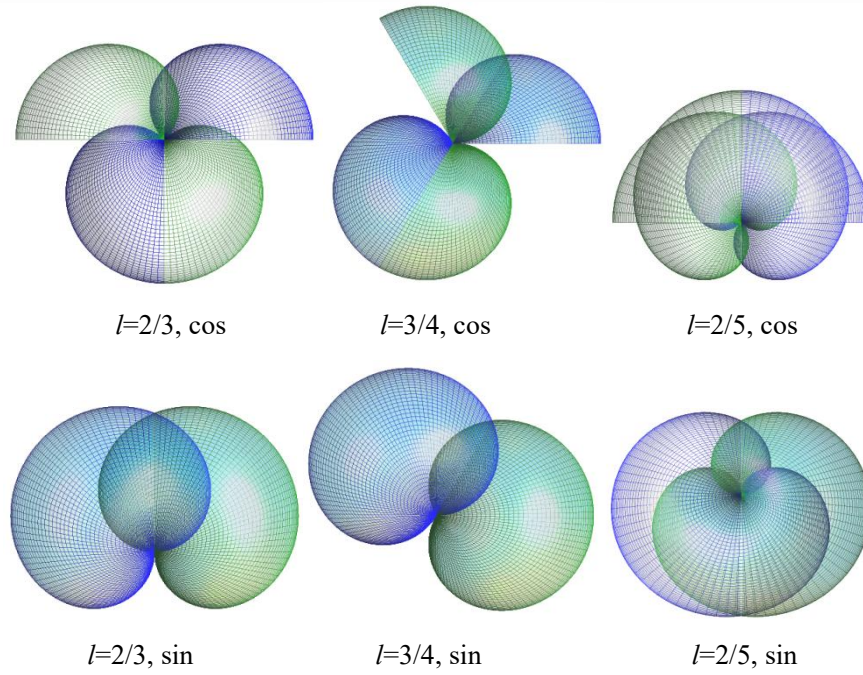 l=2/3, cos l=3/4, cos l=2/5, cos
l=2/3, sin l=3/4, sin l=2/5, sin